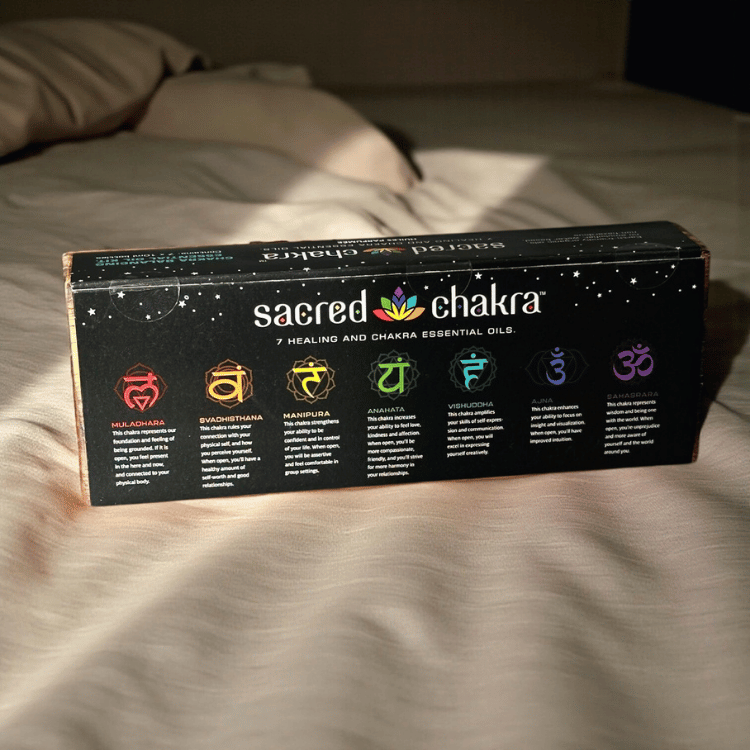 sacred chakra™
HUILES PARFUMÉES
sacred chakra™
7 HEALING AND CHAKRA ESSENTIAL OILS.
लं
वं
रं
यं
हं
ॐ
MULADHARA
This chakra represents our
foundation and feeling of
being grounded. If it is
open, you feel present
in the here and now,
and connected to your
physical body.
SVADHISTHANA
This chakra rules your
connection with your
physical self, and how
you perceive yourself.
When open, you'll have a
healthy amount of
self-worth and good
relationships.
MANIPURA
This chakra strengthens
your ability to be
confident and in control
of your life. When open,
you will be assertive
and feel comfortable in
group settings.
ANAHATA
This chakra increases
your ability to feel love,
kindness and affection.
When open, you'll be
more compassionate,
friendly, and you'll strive
for more harmony in
your relationships.
VISHUDDHA
This chakra amplifies
your skills of self expres-
sion and communication.
When open, you will
excel in expressing
yourself creatively.
AJNA
This chakra enhances
your ability to focus on
insight and visualization.
When open, you'll have
improved intuition.
SAHASRARA
This chakra represents
wisdom and being one
with the world. When
open, you're unprejudice
and more aware of
yourself and the world
around you.